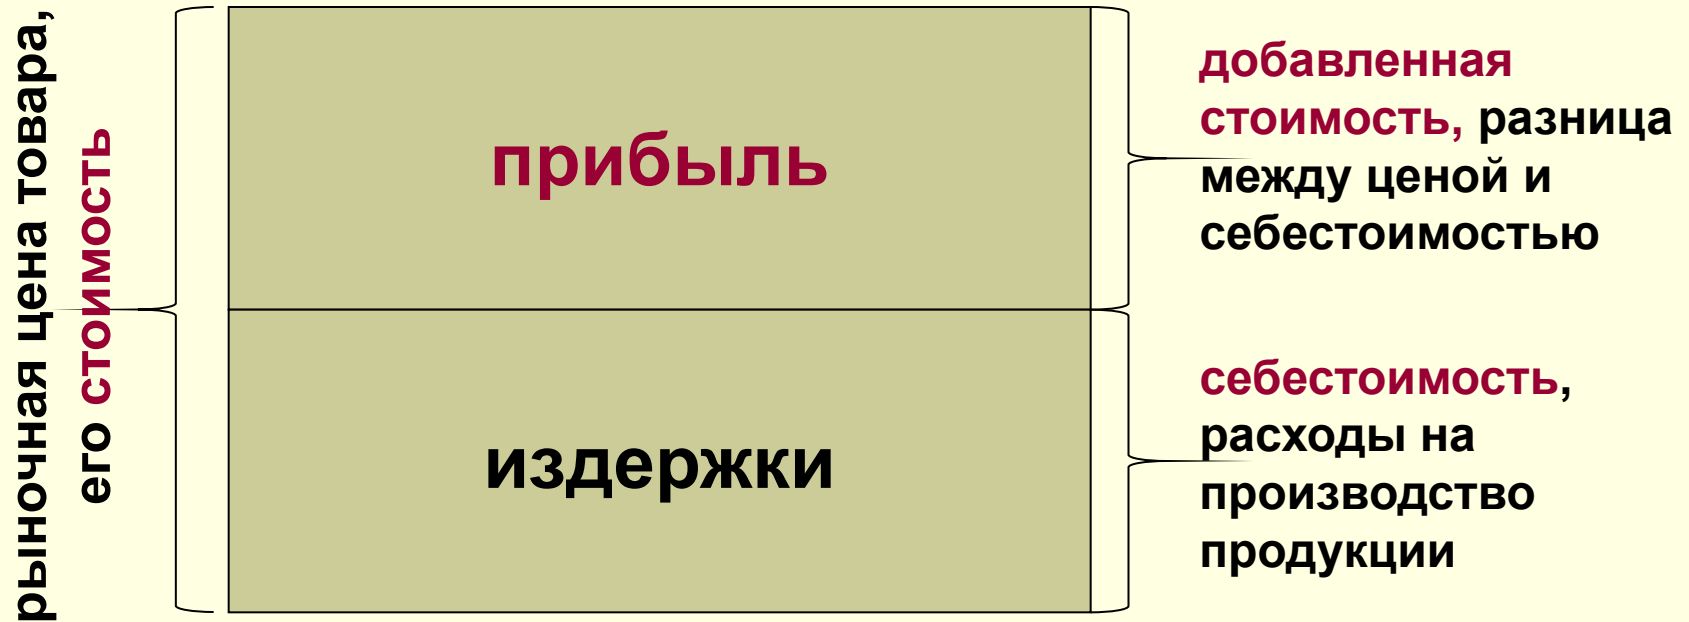 рыночная цена товара,
его стоимость
прибыль
издержки
добавленная
стоимость, разница
между ценой и
себестоимостью
себестоимость,
расходы на
производство
продукции